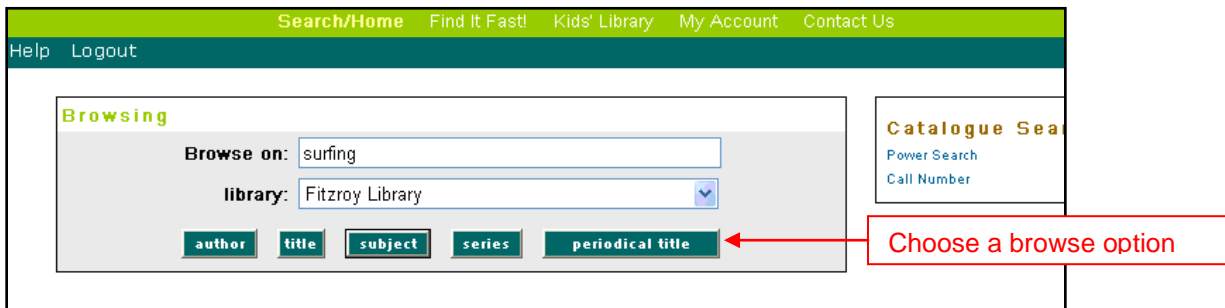 Search/Home Find It Fast! Kids' Library My Account Contact Us
Help Logout
Browsing
Browse on: surfing
library: Fitzroy Library
author title subject series periodical title
Catalogue Sea
Power Search
Call Number
Choose a browse option